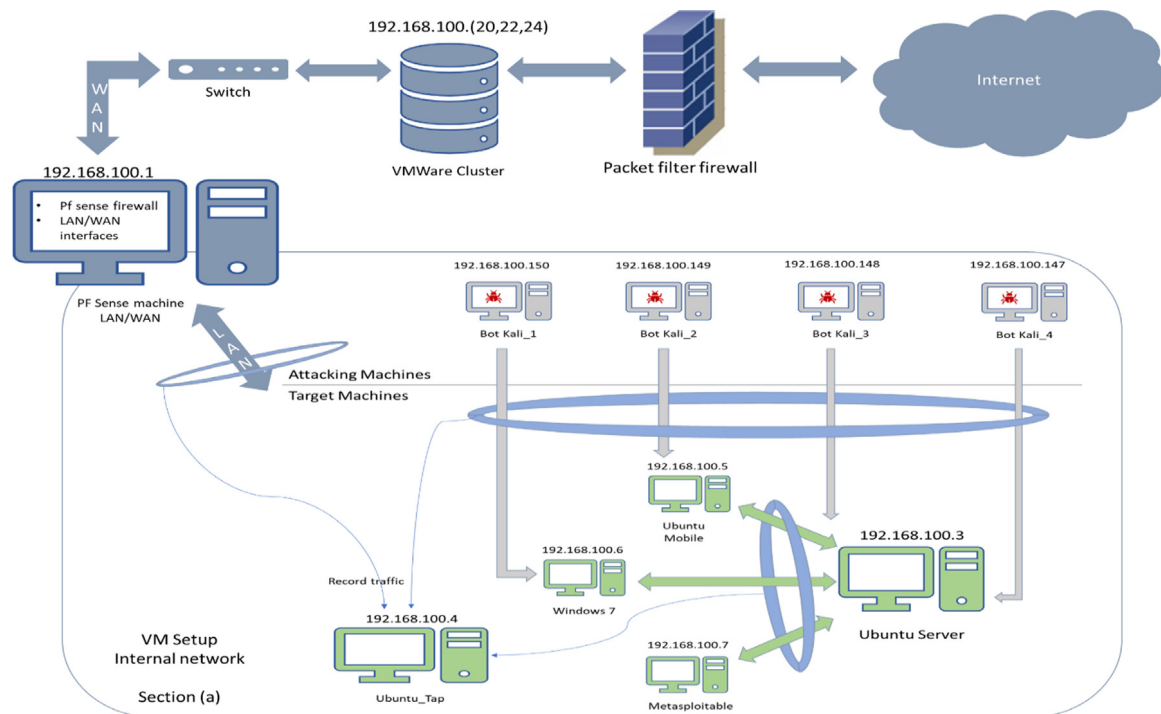 192.168.100.(20,22,24)
Switch
VMWare Cluster
Packet filter firewall
Internet
WAN
192.168.100.1
• Pf sense firewall
• LAN/WAN
interfaces
PF Sense machine
LAN/WAN
LAN
192.168.100.150
192.168.100.149
192.168.100.148
192.168.100.147
Bot Kali_1
Bot Kali_2
Bot Kali_3
Bot Kali_4
Attacking Machines
Target Machines
192.168.100.5
Ubuntu
Mobile
192.168.100.6
Windows 7
192.168.100.3
Ubuntu Server
Record traffic
192.168.100.4
Ubuntu_Tap
192.168.100.7
Metasploitable
VM Setup
Internal network
Section (a)